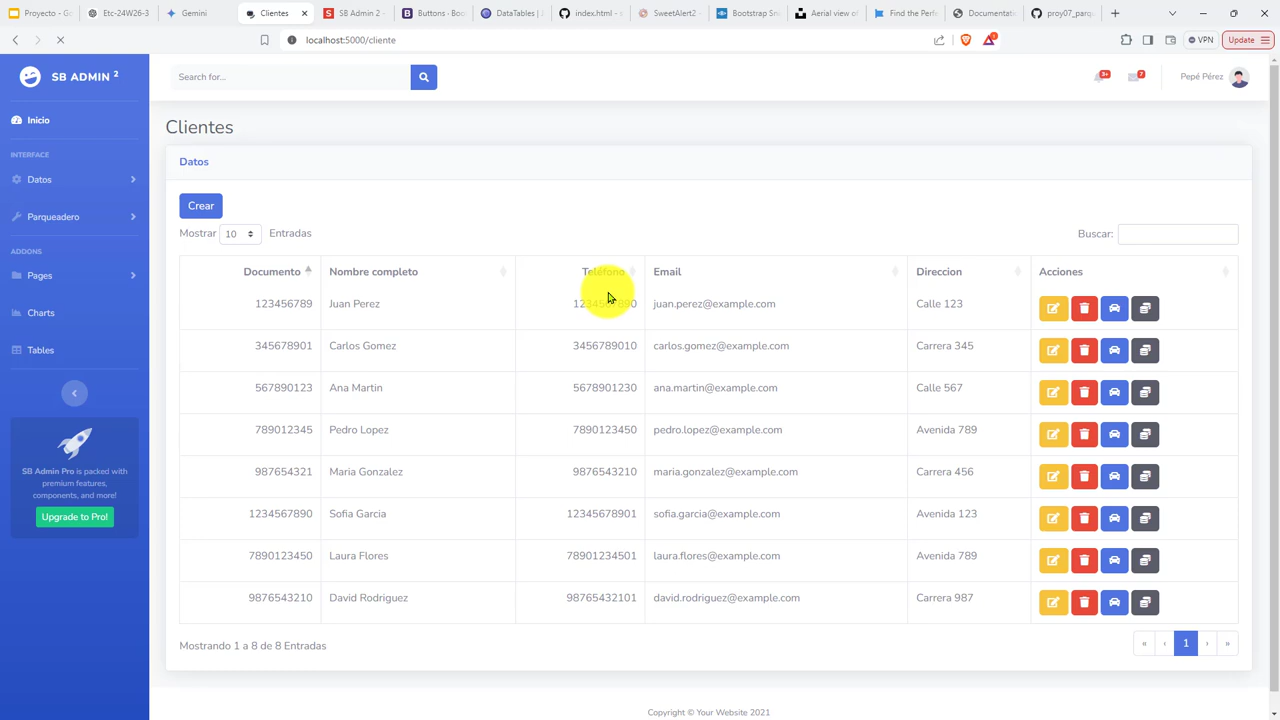 Proyecto - G
Etc-24W26-3
Gemini
Clientes
SB Admin 2 -
Buttons - Boo
DataTables | J
index.html - s
SweetAlert2
Bootstrap Sni
Aerial view of
Find the Perfe
Documentati
proy07_parqu
localhost:5000/cliente
VPN
Update
SB ADMIN 2
Search for...
3+
7
Pepé Pérez
Inicio
INTERFACE
Datos
Parqueadero
ADDONS
Pages
Charts
Tables
SB Admin Pro is packed with
premium features,
components, and more!
Upgrade to Pro!
Clientes
Datos
Crear
Mostrar 10 Entradas
Buscar:
Documento Nombre completo Teléfono Email Direccion Acciones
123456789 Juan Perez 1234567890 juan.perez@example.com Calle 123
345678901 Carlos Gomez 3456789010 carlos.gomez@example.com Carrera 345
567890123 Ana Martin 5678901230 ana.martin@example.com Calle 567
789012345 Pedro Lopez 7890123450 pedro.lopez@example.com Avenida 789
987654321 Maria Gonzalez 9876543210 maria.gonzalez@example.com Carrera 456
1234567890 Sofia Garcia 12345678901 sofia.garcia@example.com Avenida 123
7890123450 Laura Flores 78901234501 laura.flores@example.com Avenida 789
9876543210 David Rodriguez 98765432101 david.rodriguez@example.com Carrera 987
Mostrando 1 a 8 de 8 Entradas
« ‹ 1 › »
Copyright © Your Website 2021